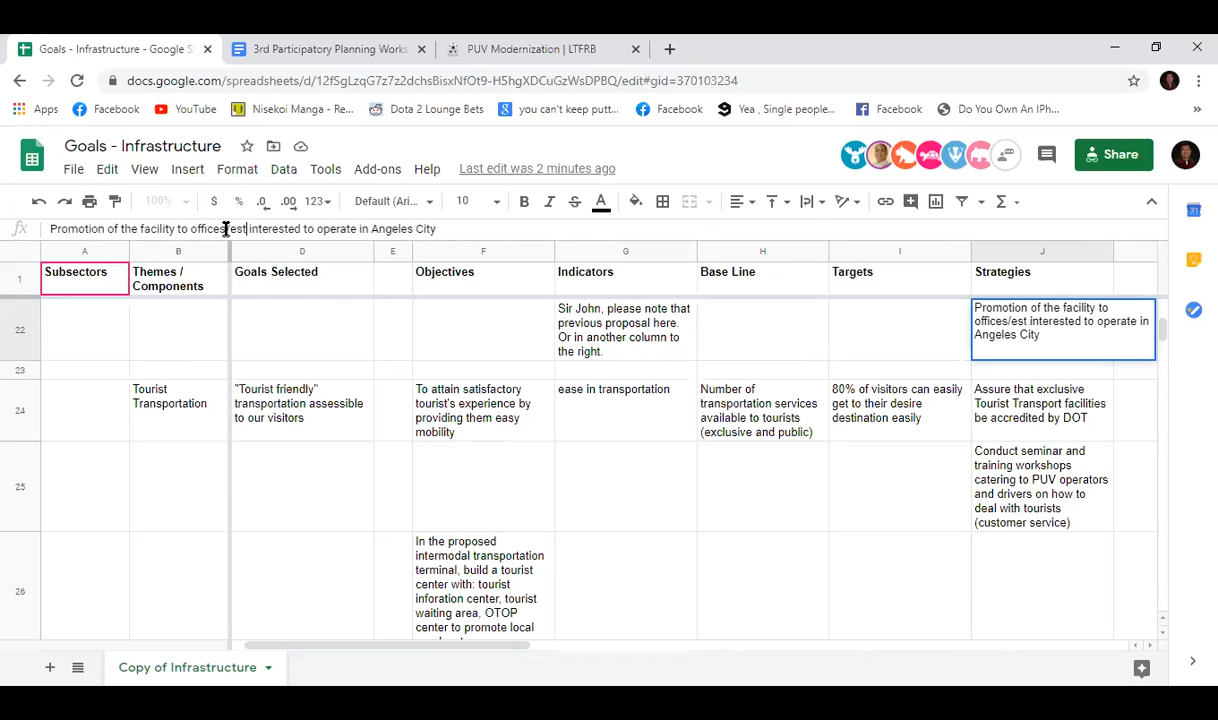 Goals - Infrastructure - Google S
3rd Participatory Planning Works
PUV Modernization | LTFRB
docs.google.com/spreadsheets/d/12fSgLzqG7z7z2dchsBisxNfOt9-H5hgXDCuGzWsDPBQ/edit#gid=370103234
Apps
Facebook
YouTube
Nisekoi Manga - Re...
Dota 2 Lounge Bets
you can't keep putt...
Facebook
Yea , Single people...
Facebook
Do You Own An IPh...
»
Goals - Infrastructure
Share
File Edit View Insert Format Data Tools Add-ons Help Last edit was 2 minutes ago
100% $ % .0 .00 123 Default (Ari... 10 B I S A
fx Promotion of the facility to offices/est interested to operate in Angeles City
A B D E F G H I J
1
Subsectors
Themes /
Components
Goals Selected
Objectives
Indicators
Base Line
Targets
Strategies
22
Sir John, please note that
previous proposal here.
Or in another column to
the right.
Promotion of the facility to
offices/est interested to operate in
Angeles City
23
24
Tourist
Transportation
"Tourist friendly"
transportation assessible
to our visitors
To attain satisfactory
tourist's experience by
providing them easy
mobility
ease in transportation
Number of
transportation services
available to tourists
(exclusive and public)
80% of visitors can easily
get to their desire
destination easily
Assure that exclusive
Tourist Transport facilities
be accredited by DOT
25
Conduct seminar and
training workshops
catering to PUV operators
and drivers on how to
deal with tourists
(customer service)
26
In the proposed
intermodal transportation
terminal, build a tourist
center with: tourist
inforation center, tourist
waiting area, OTOP
center to promote local
Copy of Infrastructure
31